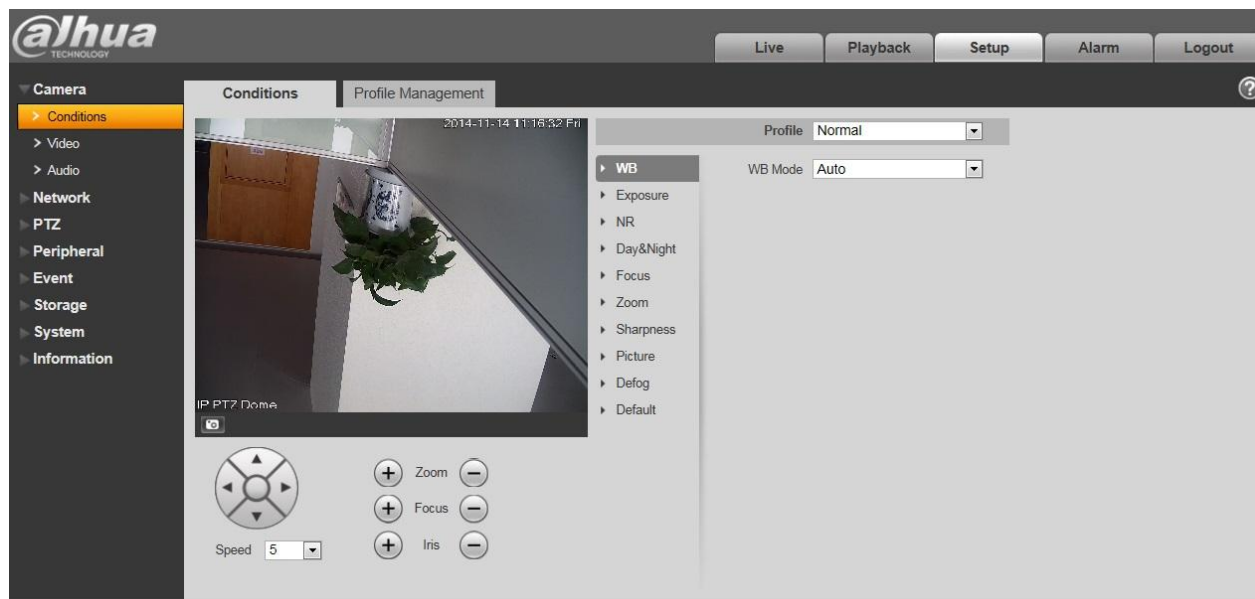 alhua
TECHNOLOGY
Live Playback Setup Alarm Logout
Camera
Conditions
Video
Audio
Network
PTZ
Peripheral
Event
Storage
System
Information
Conditions Profile Management
2014-11-14 11:16:32 Fri
IP PTZ Dome
Profile Normal
WB
Exposure
NR
Day&Night
Focus
Zoom
Sharpness
Picture
Defog
Default
WB Mode Auto
Zoom
Focus
Iris
Speed 5